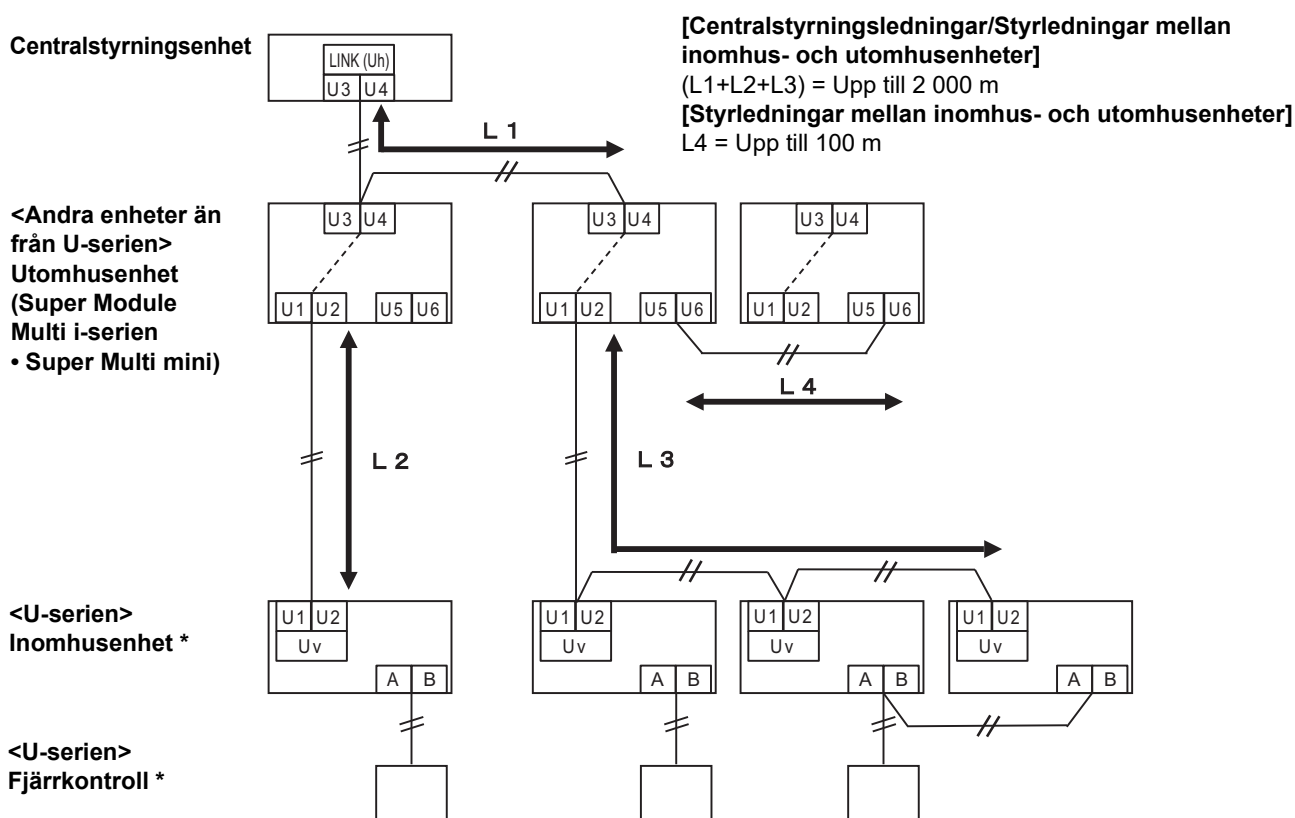 Centralstyrningsenhet
LINK (Uh)
U3 U4
[Centralstyrningsledningar/Styrledningar mellan
inomhus- och utomhusenheter]
(L1+L2+L3) = Upp till 2 000 m
[Styrledningar mellan inomhus- och utomhusenheter]
L4 = Upp till 100 m
L 1
<Andra enheter än
från U-serien>
Utomhusenhet
(Super Module
Multi i-serien
• Super Multi mini)
U3 U4
U3 U4
U3 U4
U1 U2 U5 U6
U1 U2 U5 U6
U1 U2 U5 U6
L 4
L 2
L 3
<U-serien>
Inomhusenhet *
U1 U2
Uv
A B
U1 U2
Uv
A B
U1 U2
Uv
A B
U1 U2
Uv
A B
<U-serien>
Fjärrkontroll *